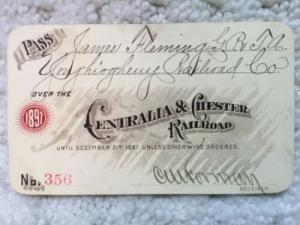 PASS
James Fleming G.P.& T.A.
Youghiogheny Railroad Co
OVER THE
1897
CENTRALIA & CHESTER
RAILROAD
UNTIL DECEMBER 31ST 1897 UNLESS OTHERWISE ORDERED.
No. 356
RECEIVER